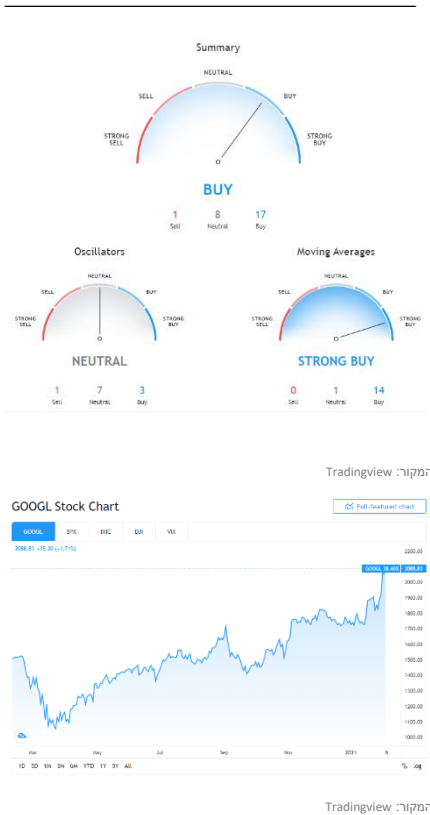 Summary
NEUTRAL
SELL
BUY
STRONG SELL
STRONG BUY
BUY
1 8 17
Sell Neutral Buy
Oscillators
NEUTRAL
SELL
BUY
STRONG SELL
STRONG BUY
NEUTRAL
1 7 3
Sell Neutral Buy
Moving Averages
NEUTRAL
SELL
BUY
STRONG SELL
STRONG BUY
STRONG BUY
0 1 14
Sell Neutral Buy
המקור: Tradingview
GOOGL Stock Chart
Full-featured chart
GOOGL SPX IXIC DJI VIX
2088.83 +35.20 (+1.71%)
2200.00
GOOGL 2088.83
2000.00
1900.00
1800.00
1700.00
1600.00
1500.00
1400.00
1300.00
1200.00
1100.00
1000.00
Mar May Jul Sep Nov 2021 8
1D 5D 1M 3M 6M YTD 1Y 5Y All
% log
המקור: Tradingview